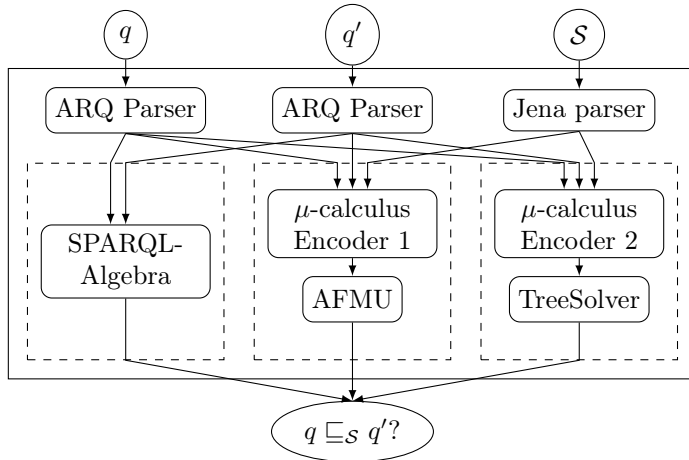 q q′ 𝒮
ARQ Parser ARQ Parser Jena parser
SPARQL-
Algebra
μ-calculus
Encoder 1
AFMU
μ-calculus
Encoder 2
TreeSolver
q ⊑𝒮 q′?